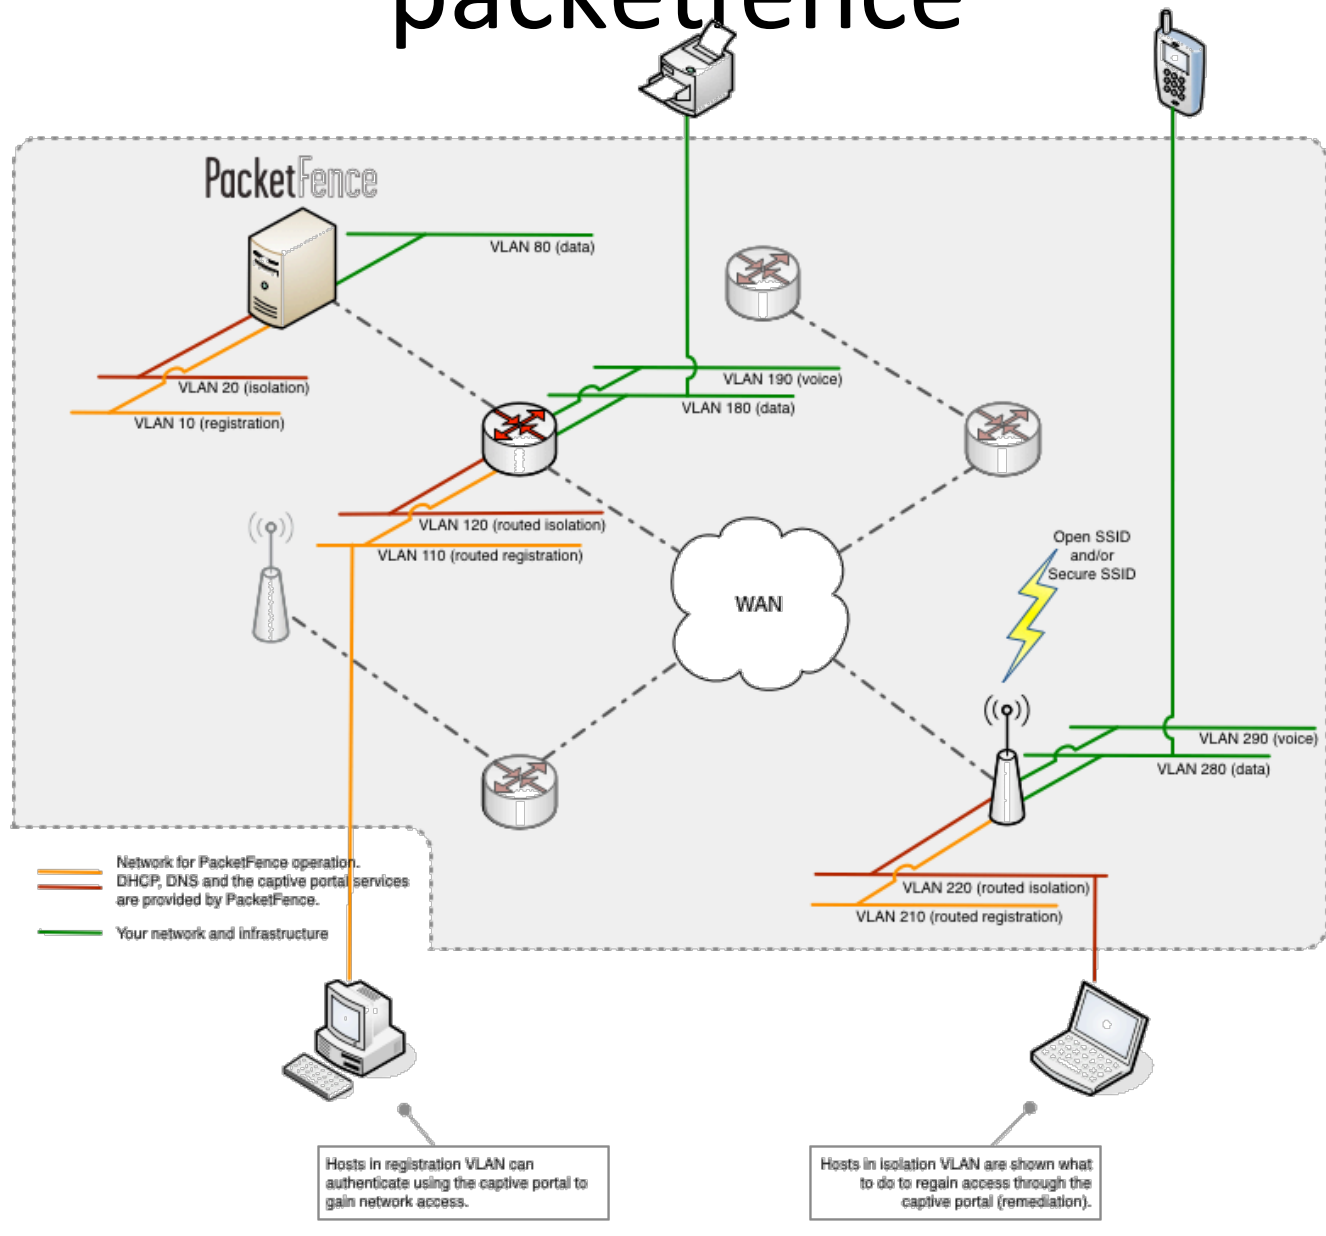 packetfence
PacketFence
VLAN 80 (data)
VLAN 20 (isolation)
VLAN 10 (registration)
VLAN 190 (voice)
VLAN 180 (data)
VLAN 120 (routed isolation)
VLAN 110 (routed registration)
Open SSID
and/or
Secure SSID
WAN
VLAN 290 (voice)
VLAN 280 (data)
Network for PacketFence operation.
DHCP, DNS and the captive portal services
are provided by PacketFence.
Your network and infrastructure
VLAN 220 (routed isolation)
VLAN 210 (routed registration)
Hosts in registration VLAN can
authenticate using the captive portal to
gain network access.
Hosts in isolation VLAN are shown what
to do to regain access through the
captive portal (remediation).